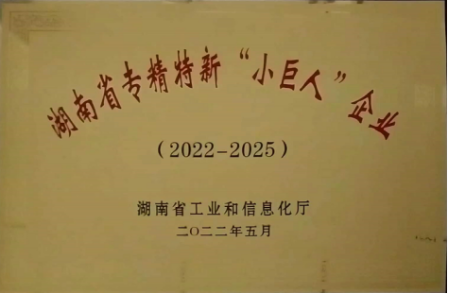 湖南省专精特新“小巨人”企业
(2022-2025)
湖南省工业和信息化厅
二〇二二年五月